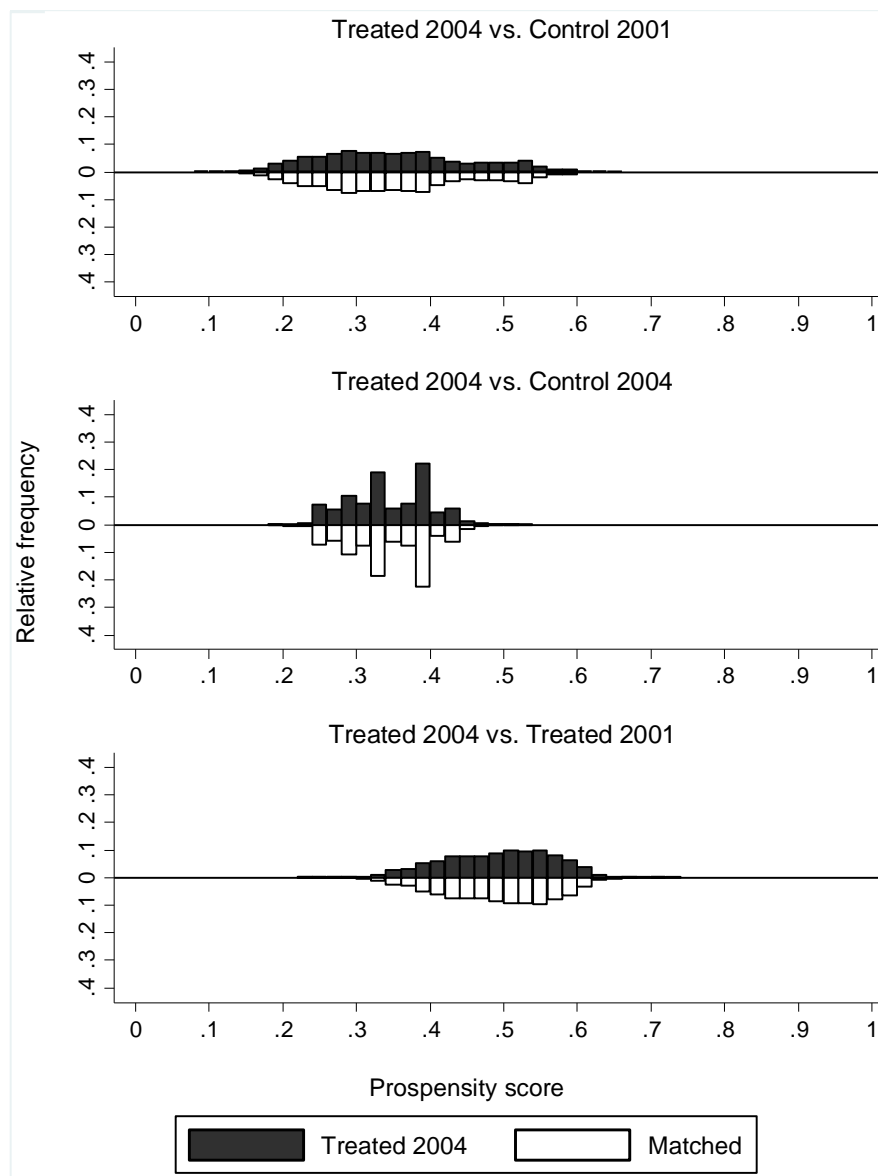 Treated 2004 vs. Control 2001
.4 .3 .2 .1 0 .1 .2 .3 .4
0 .1 .2 .3 .4 .5 .6 .7 .8 .9 1
Treated 2004 vs. Control 2004
Relative frequency
.4 .3 .2 .1 0 .1 .2 .3 .4
0 .1 .2 .3 .4 .5 .6 .7 .8 .9 1
Treated 2004 vs. Treated 2001
.4 .3 .2 .1 0 .1 .2 .3 .4
0 .1 .2 .3 .4 .5 .6 .7 .8 .9 1
Prospensity score
Treated 2004 Matched